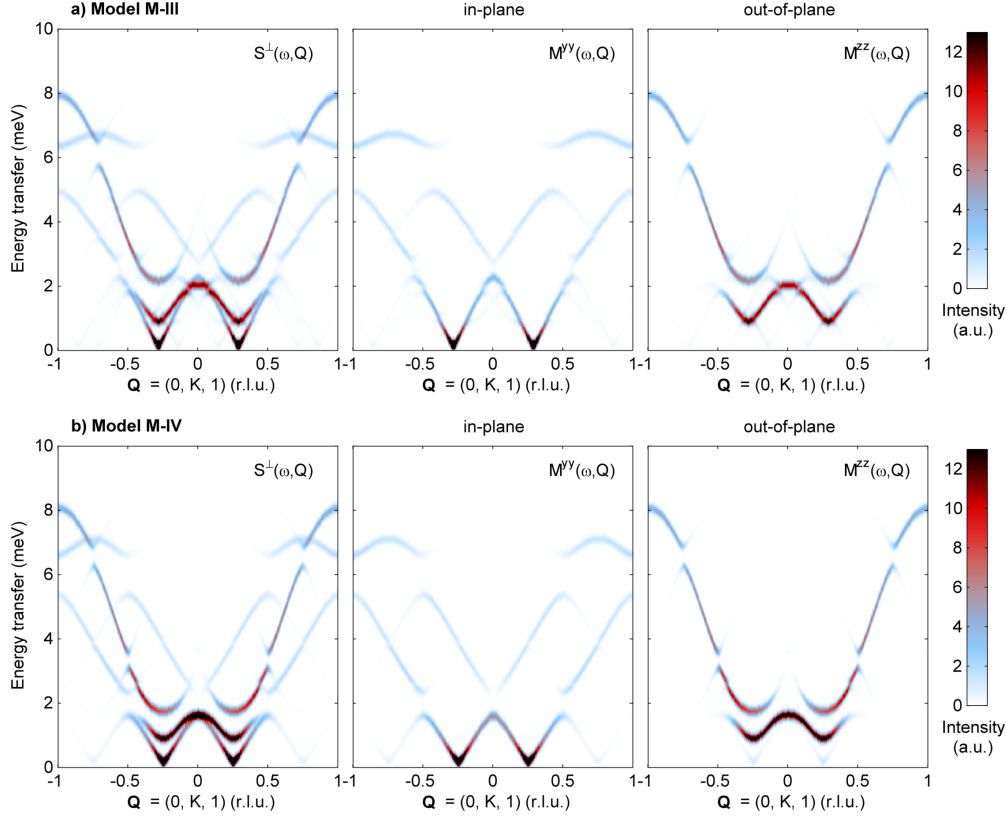 a) Model M-III
in-plane
out-of-plane
S⊥(ω,Q)
Mʸʸ(ω,Q)
Mᶻᶻ(ω,Q)
Energy transfer (meV)
10
8
6
4
2
0
-1 -0.5 0 0.5 1
-1 -0.5 0 0.5 1
-1 -0.5 0 0.5 1
Q = (0, K, 1) (r.l.u.)
Q = (0, K, 1) (r.l.u.)
Q = (0, K, 1) (r.l.u.)
12
10
8
6
4
2
0
Intensity
(a.u.)
b) Model M-IV
in-plane
out-of-plane
S⊥(ω,Q)
Mʸʸ(ω,Q)
Mᶻᶻ(ω,Q)
Energy transfer (meV)
10
8
6
4
2
0
-1 -0.5 0 0.5 1
-1 -0.5 0 0.5 1
-1 -0.5 0 0.5 1
Q = (0, K, 1) (r.l.u.)
Q = (0, K, 1) (r.l.u.)
Q = (0, K, 1) (r.l.u.)
12
10
8
6
4
2
0
Intensity
(a.u.)